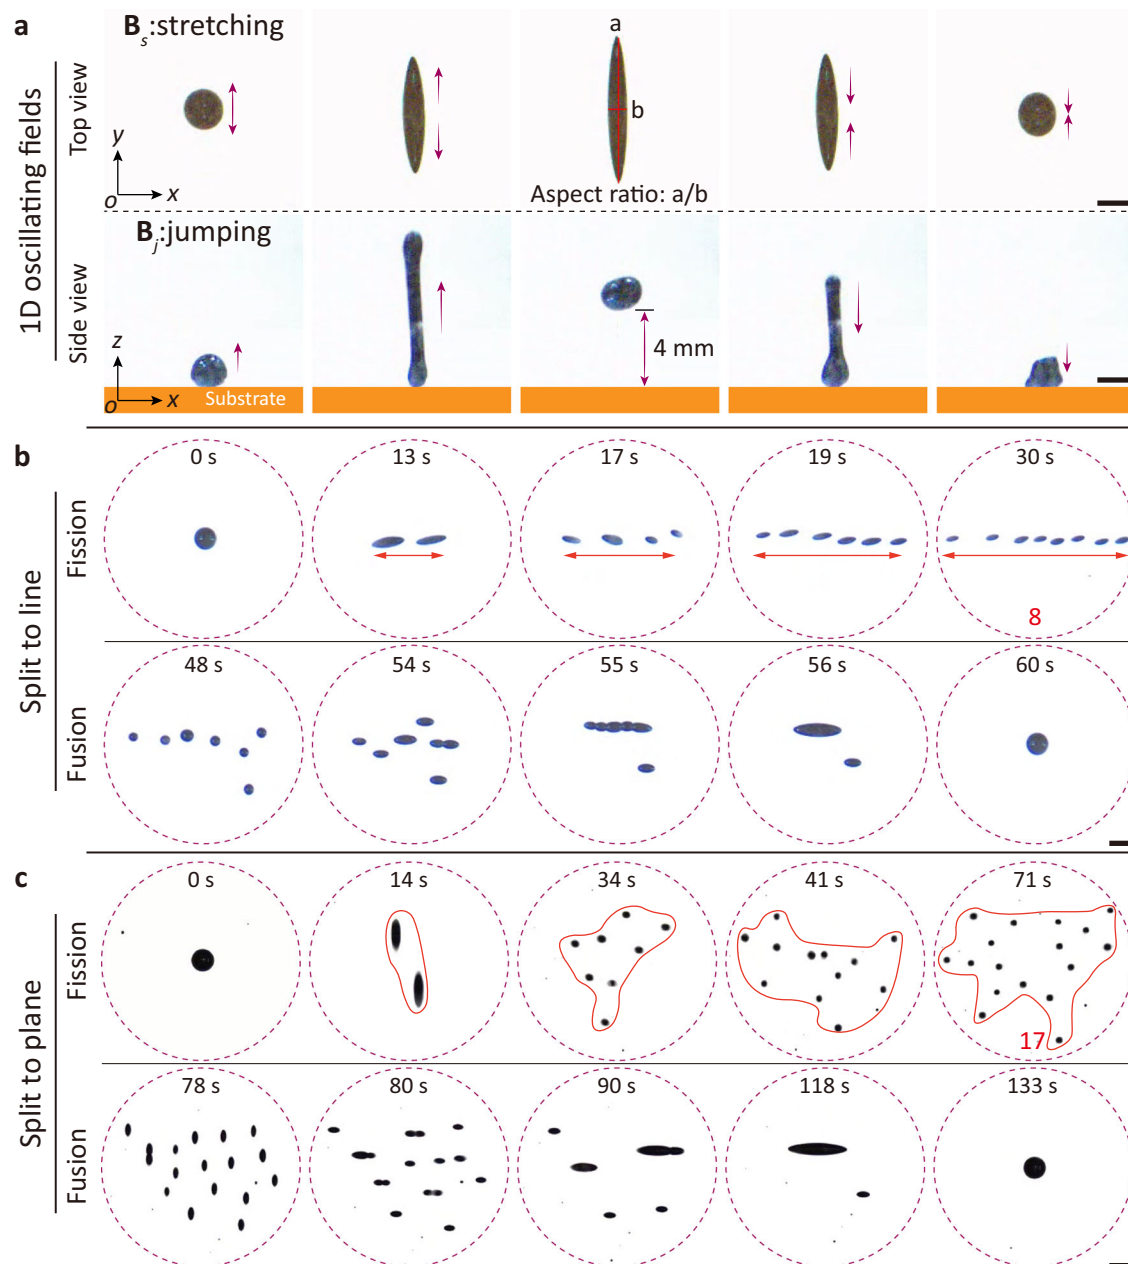 a
B_s:stretching
a
b
Aspect ratio: a/b
y
o
x
Top view
1D oscillating fields
B_j:jumping
4 mm
z
o
x
Substrate
Side view
b
0 s
13 s
17 s
19 s
30 s
8
Fission
Split to line
48 s
54 s
55 s
56 s
60 s
Fusion
c
0 s
14 s
34 s
41 s
71 s
17
Fission
Split to plane
78 s
80 s
90 s
118 s
133 s
Fusion